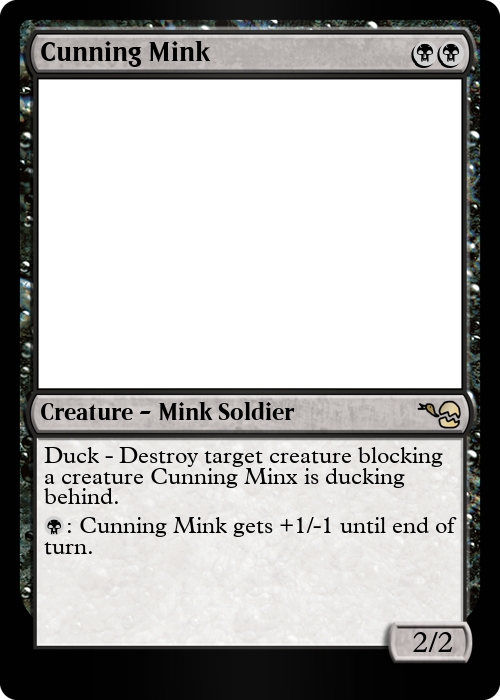 Cunning Mink
Creature – Mink Soldier
Duck - Destroy target creature blocking
a creature Cunning Minx is ducking
behind.
: Cunning Mink gets +1/-1 until end of
turn.
2/2